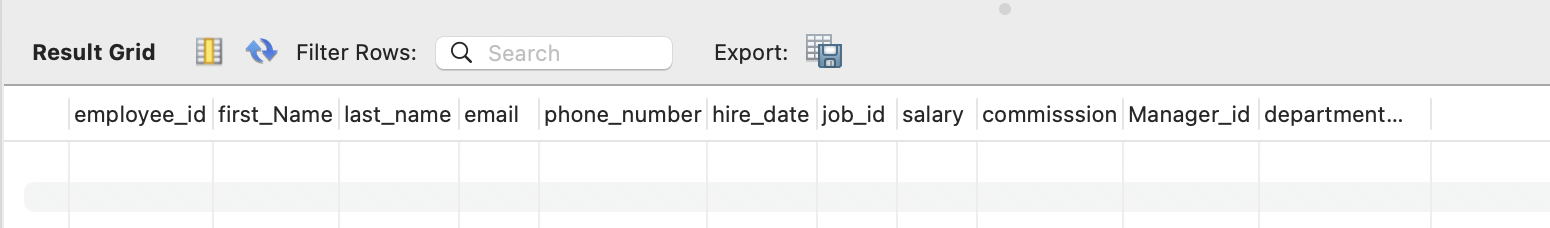 Result Grid Filter Rows: Search Export:
employee_id first_Name last_name email phone_number hire_date job_id salary commisssion Manager_id department...